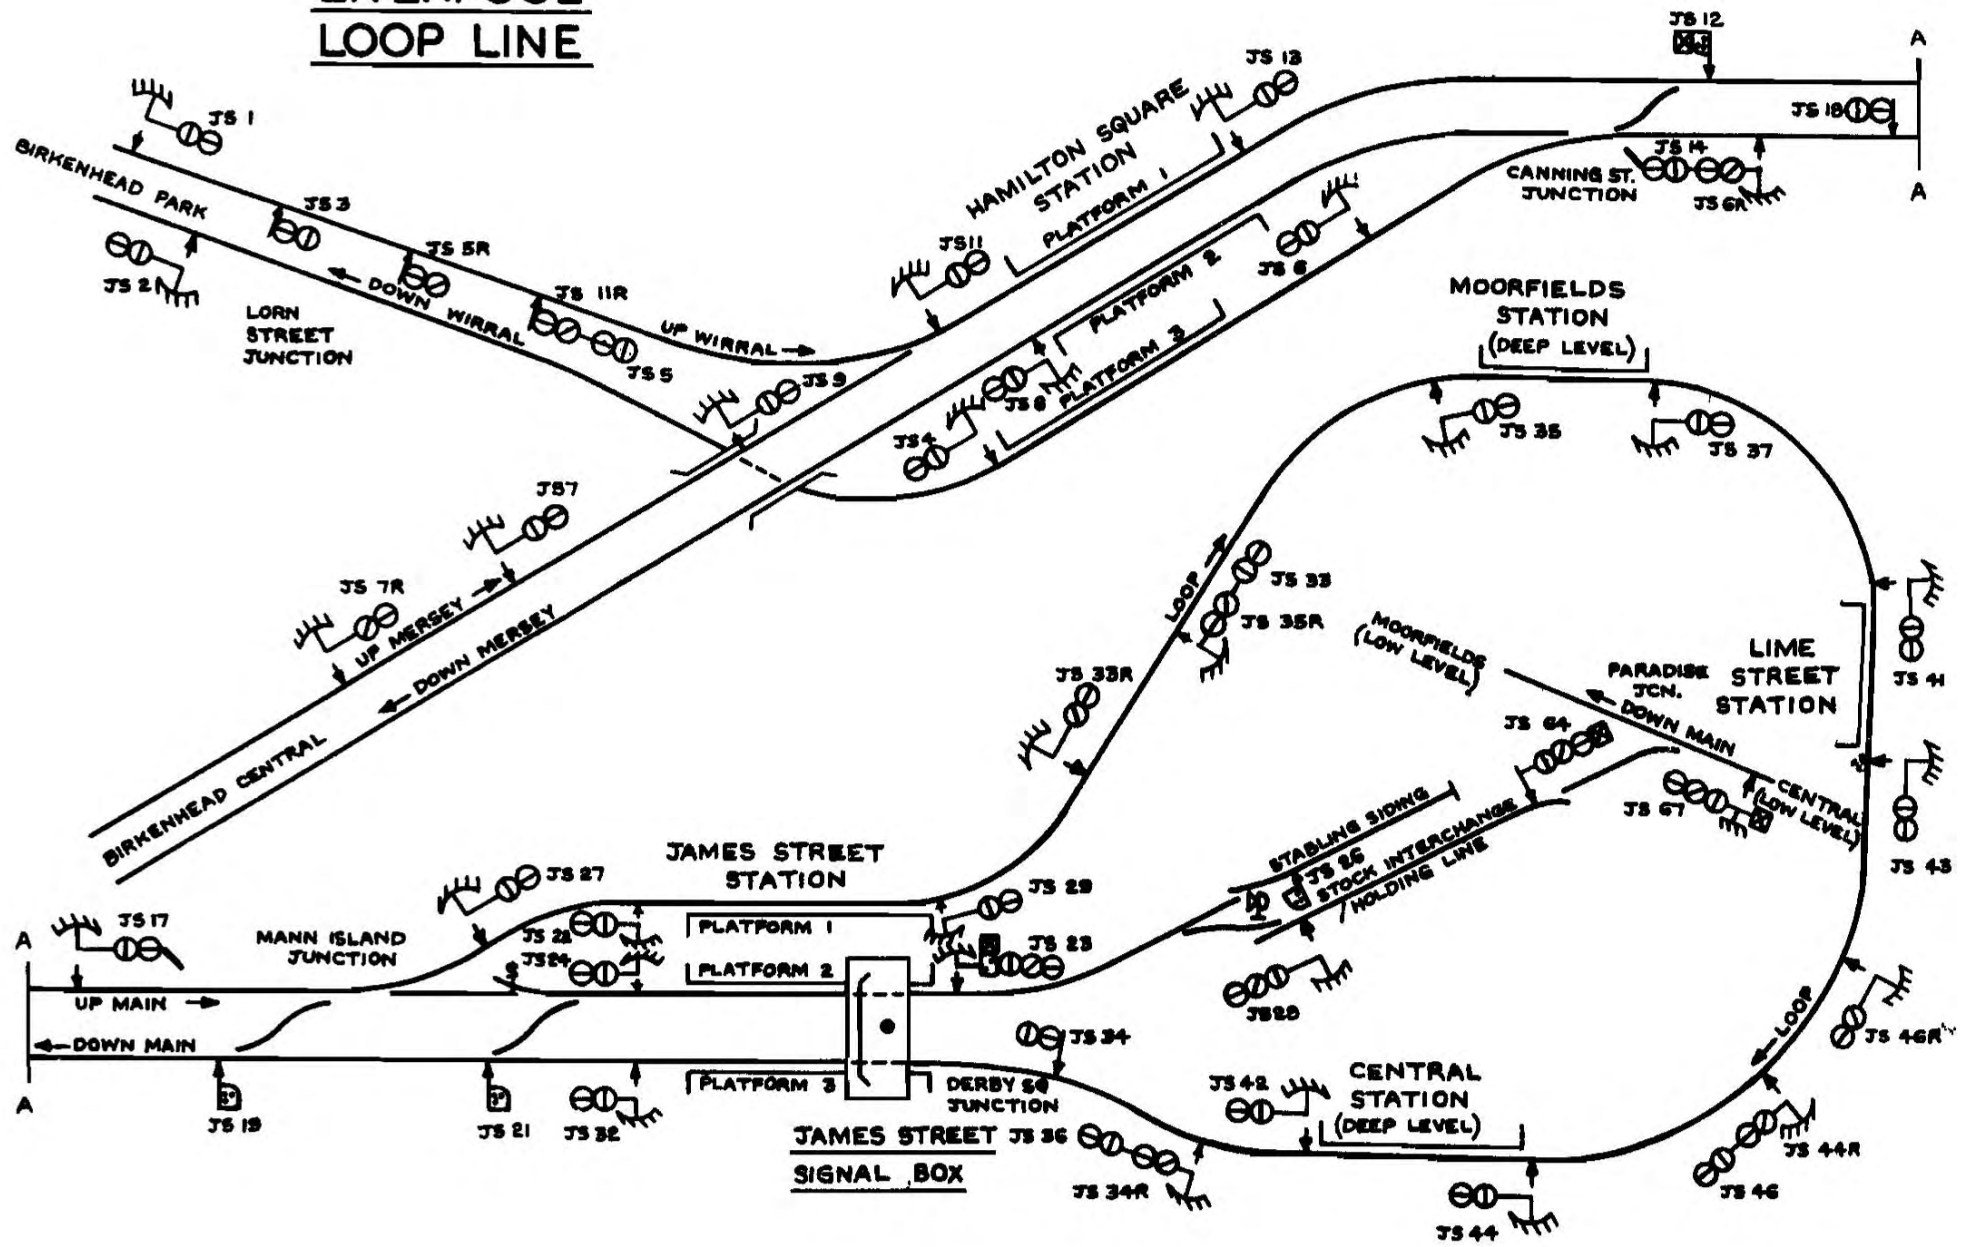 LOOP LINE
JS 12
A
A
JS 13
JS 1
JS 18
HAMILTON SQUARE
STATION
PLATFORM 1
JS 14
CANNING ST.
JUNCTION
JS 6R
A
BIRKENHEAD PARK
JS 3
JS 2
JS 5R
DOWN WIRRAL
JS 11R
UP WIRRAL
JS 5
LORN
STREET
JUNCTION
JS 11
PLATFORM 2
JS 6
PLATFORM 3
JS 9
JS 8
JS 4
MOORFIELDS
STATION
(DEEP LEVEL)
JS 35
JS 37
JS7
JS 7R
UP MERSEY
DOWN MERSEY
BIRKENHEAD CENTRAL
LOOP
JS 33
JS 35R
JS 33R
MOORFIELDS
(LOW LEVEL)
PARADISE
JCN.
DOWN MAIN
LIME
STREET
STATION
JS 41
JS 64
JS 67
CENTRAL
(LOW LEVEL)
JS 43
STABLING SIDING
JS 26
STOCK INTERCHANGE
HOLDING LINE
JAMES STREET
STATION
JS 27
JS 29
JS 17
MANN ISLAND
JUNCTION
JS 22
PLATFORM 1
JS 24
PLATFORM 2
JS 23
UP MAIN
DOWN MAIN
A
JS 19
JS 21
JS 32
PLATFORM 3
DERBY SQ
JUNCTION
JS 34
JAMES STREET
SIGNAL BOX
JS 36
JS 34R
JS 42
CENTRAL
STATION
(DEEP LEVEL)
JS 44
LOOP
JS 46R
JS 44R
JS 46